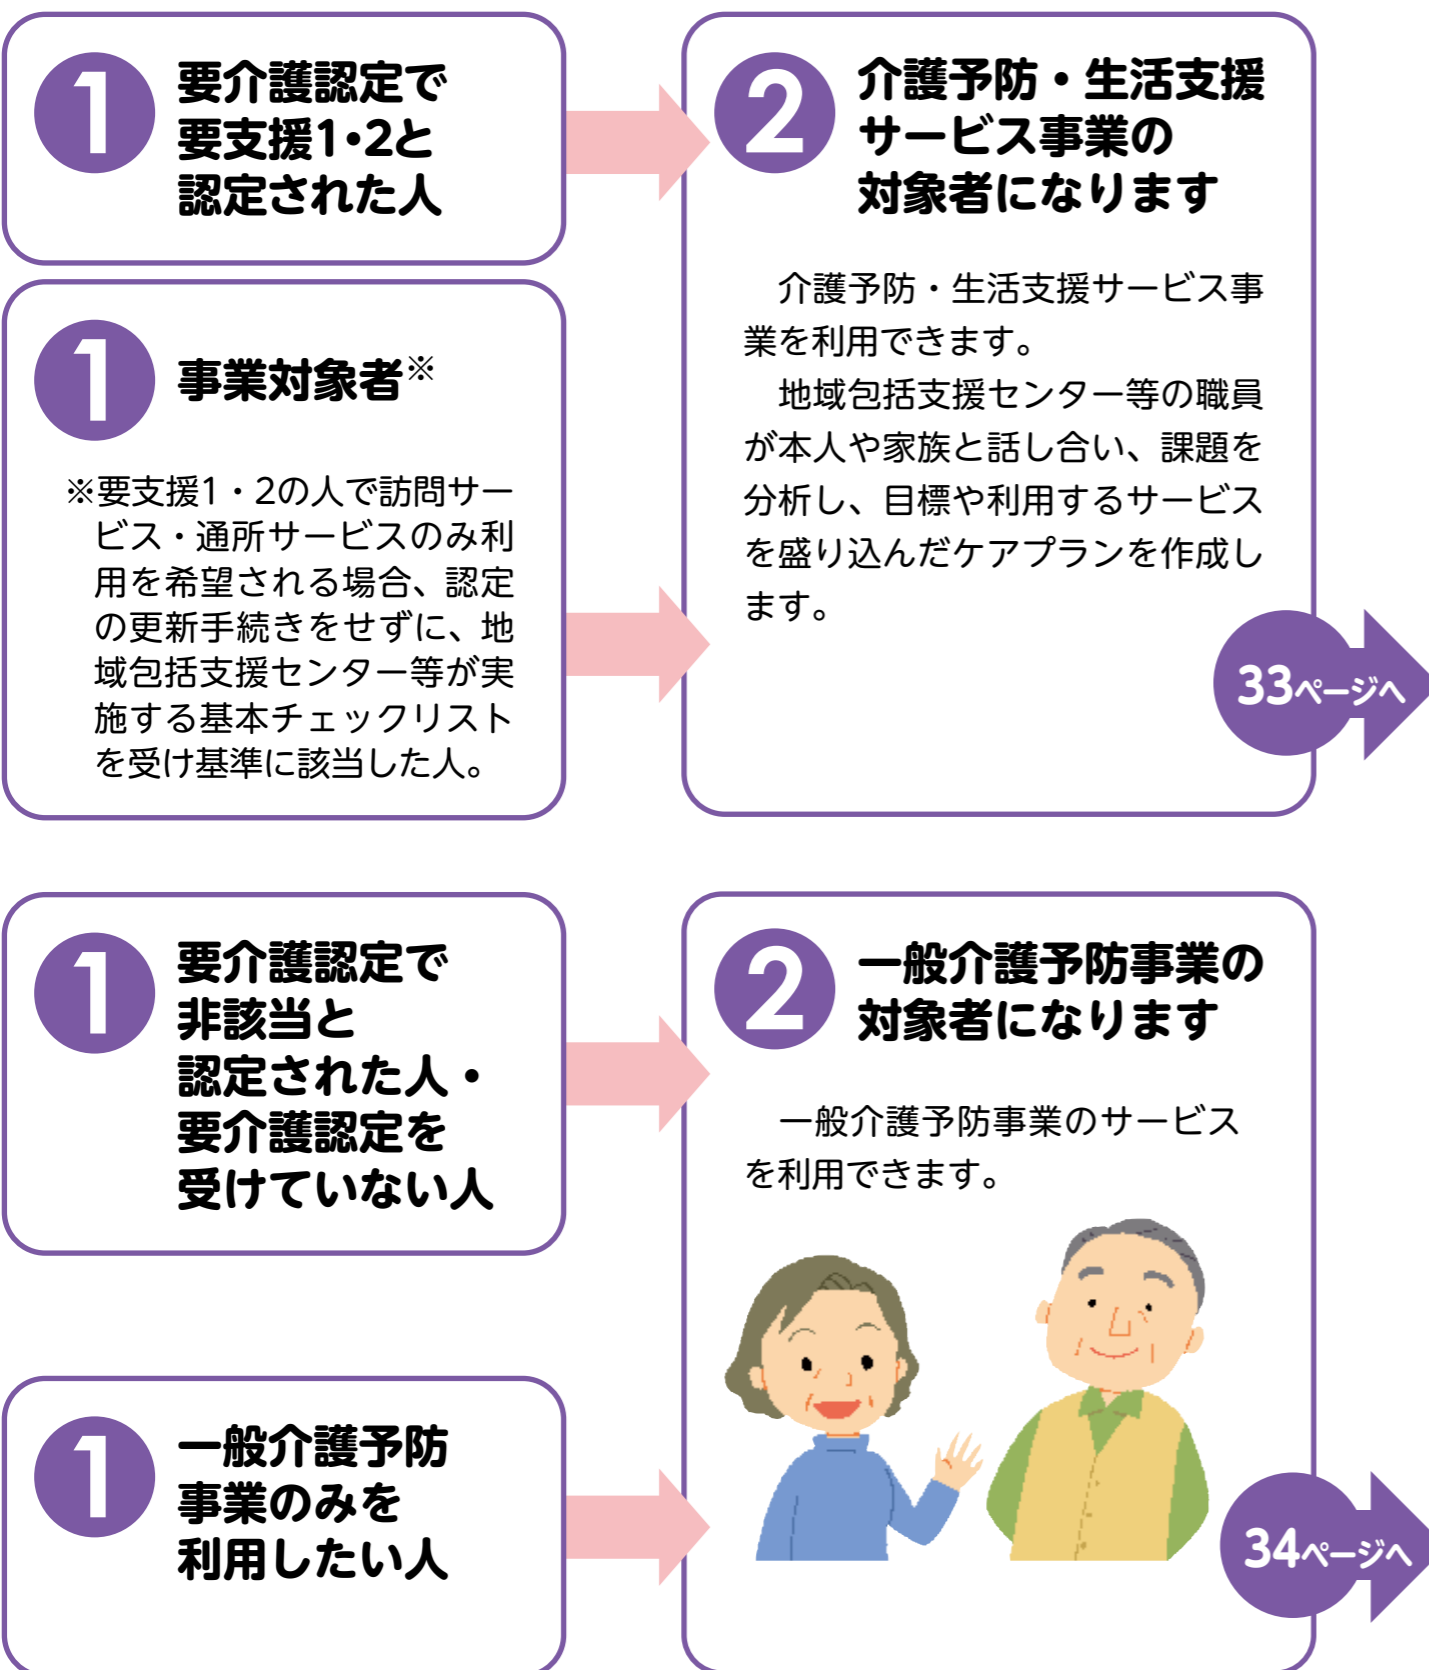 1
要介護認定で
要支援1・2と
認定された人
1
事業対象者※
※要支援1・2の人で訪問サー
ビス・通所サービスのみ利
用を希望される場合、認定
の更新手続きをせずに、地
域包括支援センター等が実
施する基本チェックリスト
を受け基準に該当した人。
2
介護予防・生活支援
サービス事業の
対象者になります
介護予防・生活支援サービス事
業を利用できます。
地域包括支援センター等の職員
が本人や家族と話し合い、課題を
分析し、目標や利用するサービス
を盛り込んだケアプランを作成し
ます。
33ページへ
1
要介護認定で
非該当と
認定された人・
要介護認定を
受けていない人
1
一般介護予防
事業のみを
利用したい人
2
一般介護予防事業の
対象者になります
一般介護予防事業のサービス
を利用できます。
34ページへ